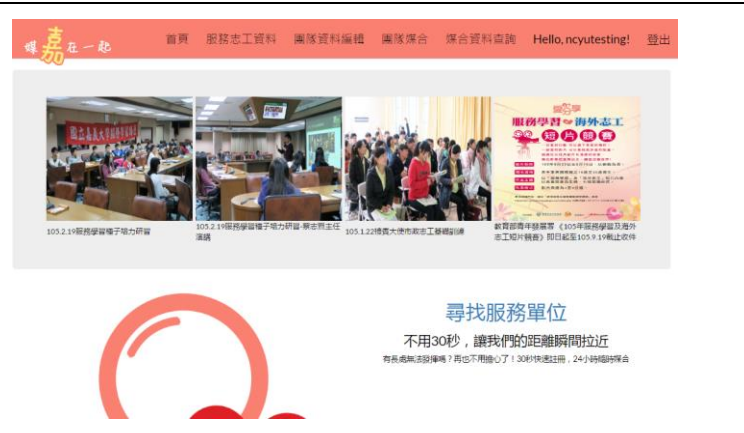 媒嘉在一起
首頁 服務志工資料 團隊資料編輯 團隊媒合 媒合資料查詢 Hello, ncyutesting! 登出
服務學習
海外志工
短片競賽
105.2.19服務學習種子培力研習
105.2.19服務學習種子培力研習-蔡志煎主任
演講
105.1.22禮義大使市政志工基礎訓練
教育部青年發展署《105年服務學習及海外
志工短片競賽》即日起至105.9.19截止收件
尋找服務單位
不用30秒，讓我們的距離瞬間拉近
有長處無法發揮嗎？再也不用擔心了！30秒快速註冊，24小時隨時媒合